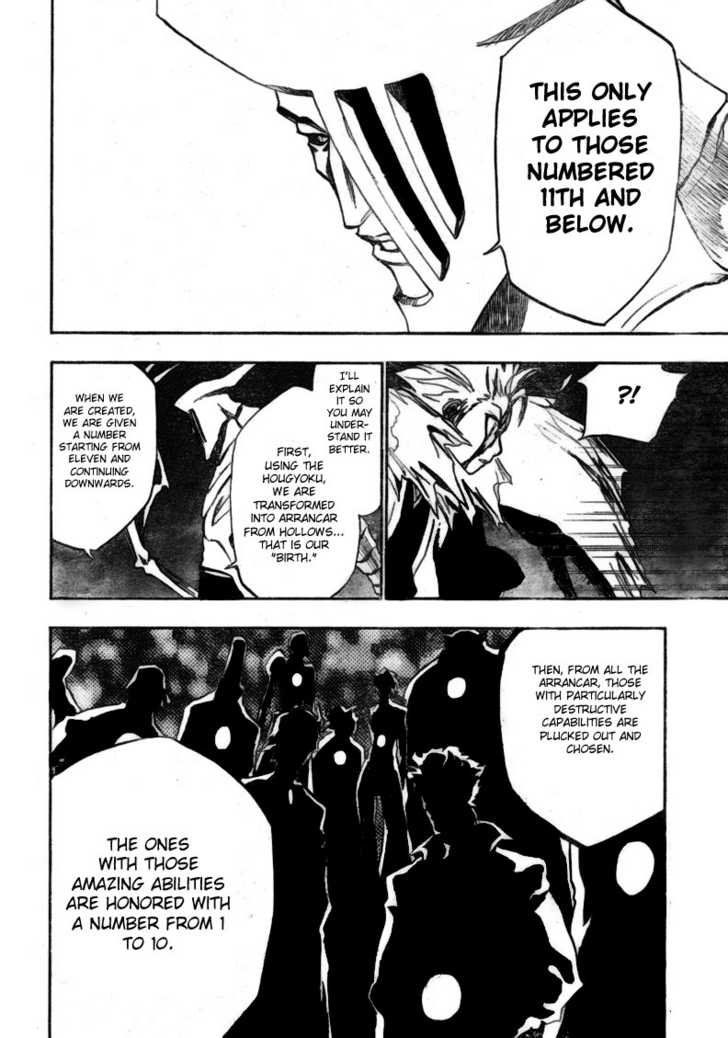 THIS ONLY
APPLIES
TO THOSE
NUMBERED
11TH AND
BELOW.
?!
I'LL
EXPLAIN
IT SO
YOU MAY
UNDER-
STAND IT
BETTER.
FIRST,
USING THE
HOUGYOKU,
WE ARE
TRANSFORMED
INTO ARRANCAR
FROM HOLLOWS...
THAT IS OUR
"BIRTH."
WHEN WE
ARE CREATED,
WE ARE GIVEN
A NUMBER
STARTING FROM
ELEVEN AND
CONTINUING
DOWNWARDS.
THEN, FROM ALL THE
ARRANCAR, THOSE
WITH PARTICULARLY
DESTRUCTIVE
CAPABILITIES ARE
PLUCKED OUT AND
CHOSEN.
THE ONES
WITH THOSE
AMAZING ABILITIES
ARE HONORED WITH
A NUMBER FROM 1
TO 10.